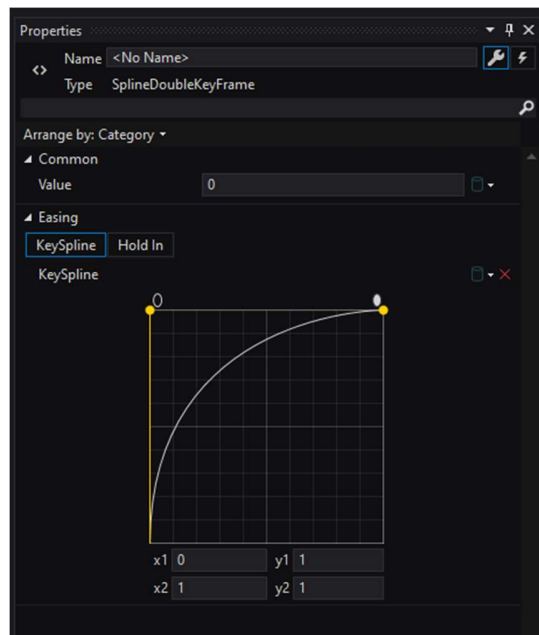 Properties
Name <No Name>
Type SplineDoubleKeyFrame
Arrange by: Category
Common
Value 0
Easing
KeySpline Hold In
KeySpline
x1 0 y1 1
x2 1 y2 1